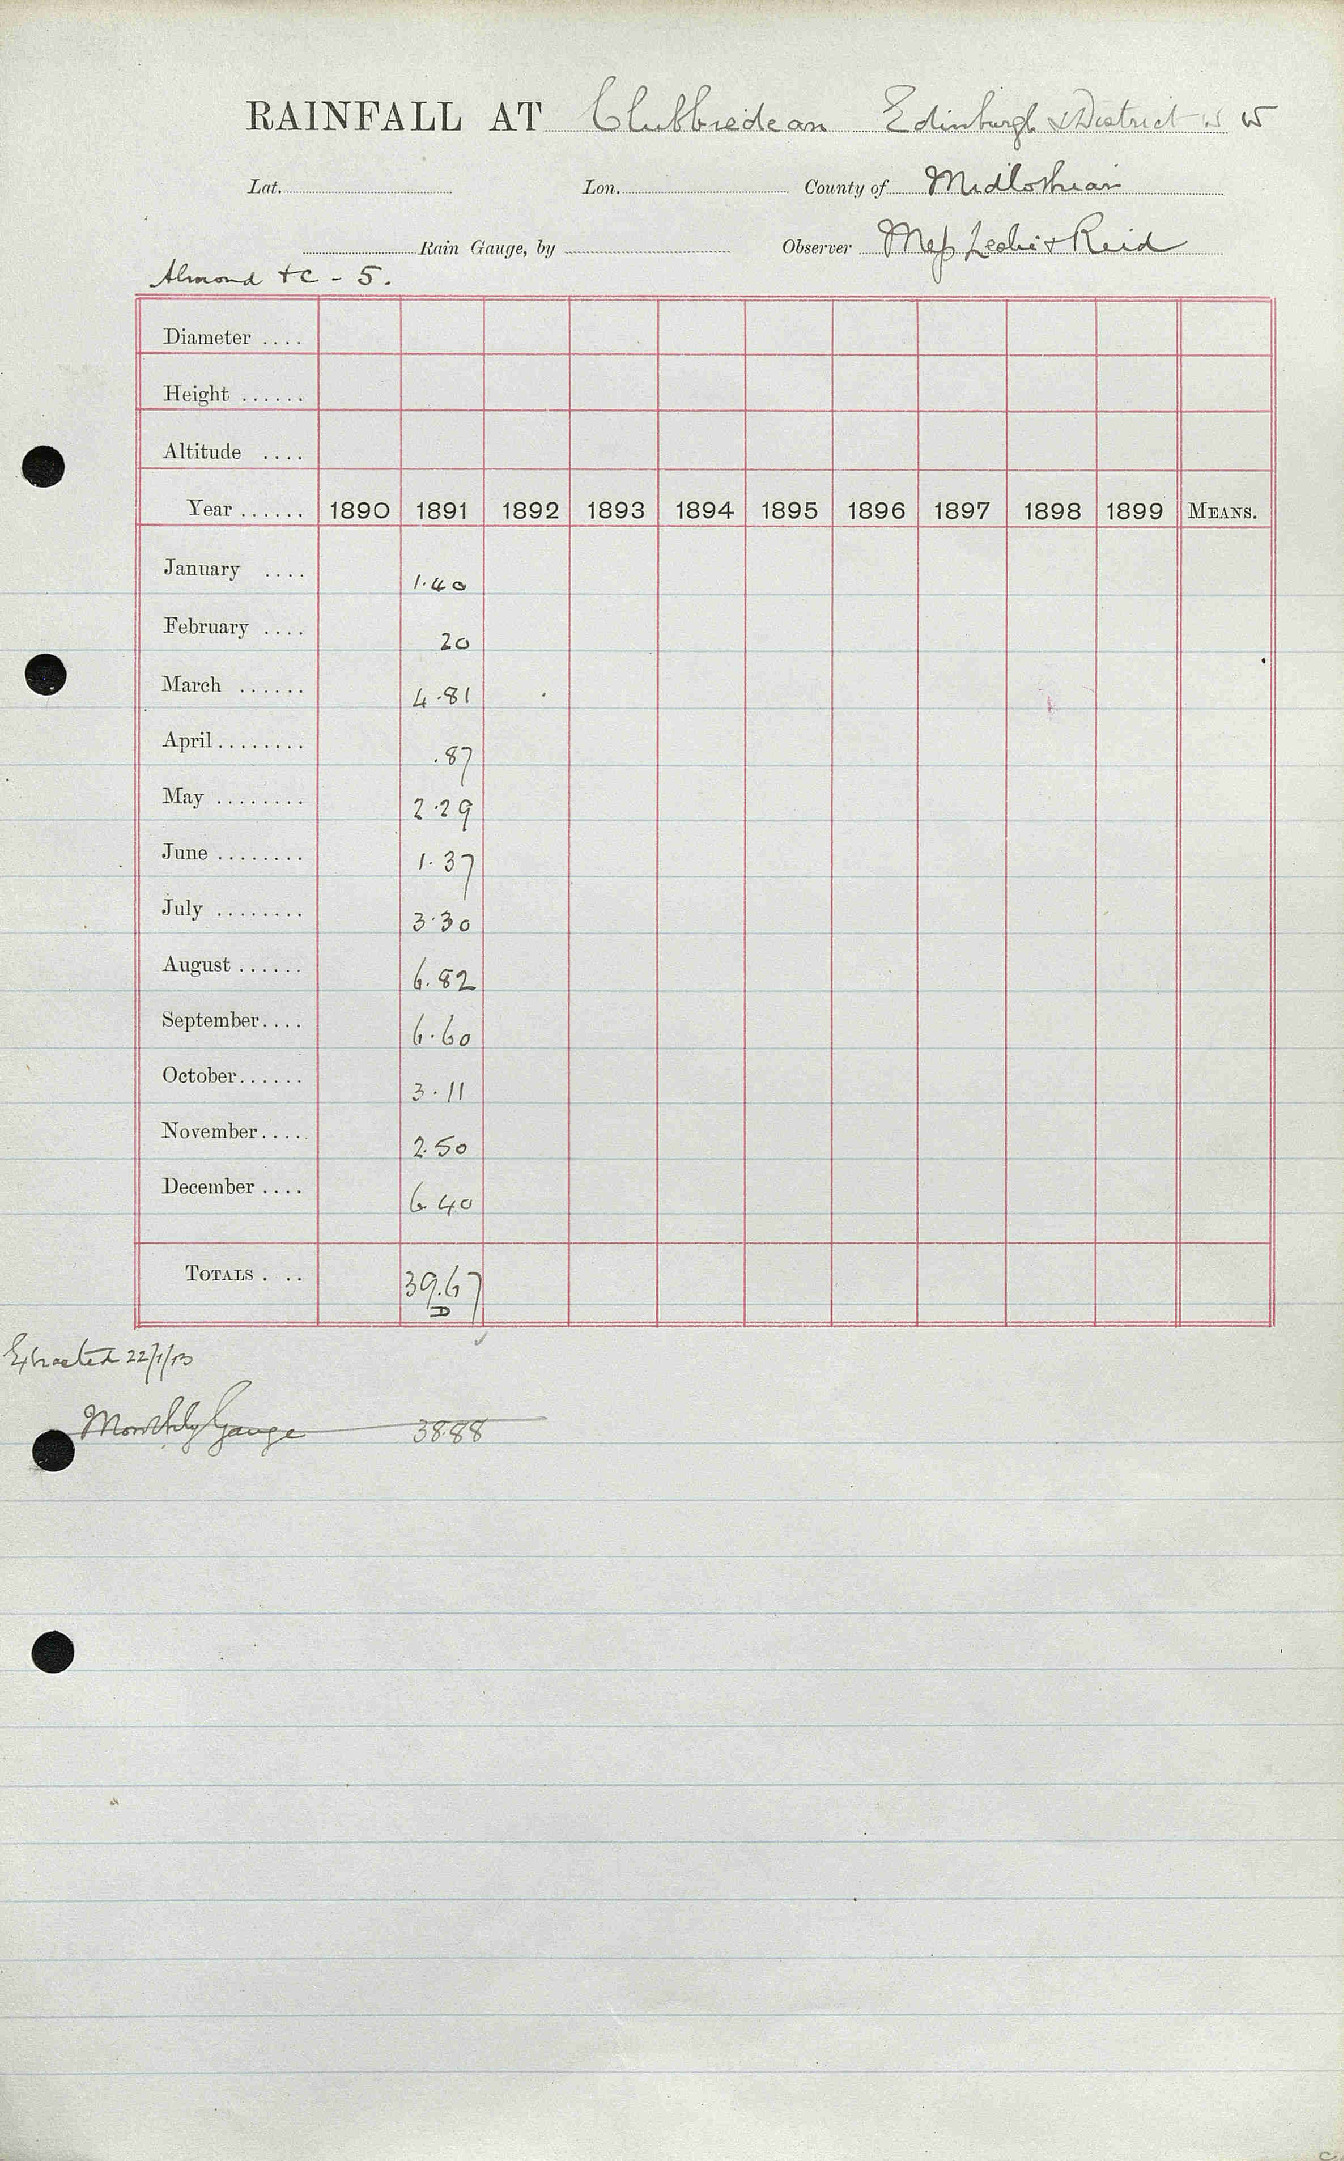 RAINFALL AT Clubbiedean Edinburgh & District W W
Lat. Lon. County of Midlothian
Rain Gauge, by Observer Mess Leslie & Reid
Almond &c - 5.
Diameter ....
Height ......
Altitude ....
Year ...... 1890 1891 1892 1893 1894 1895 1896 1897 1898 1899 MEANS.
January .... 1.40
February .... 20
March ...... 4.81
April ........ .87
May ........ 2.29
June ........ 1.37
July ........ 3.30
August ...... 6.82
September.... 6.60
October...... 3.11
November..... 2.50
December .... 6.40
TOTALS . .. 39.67
D
Extracted 22/1/13
Monthly Gauge 38.88